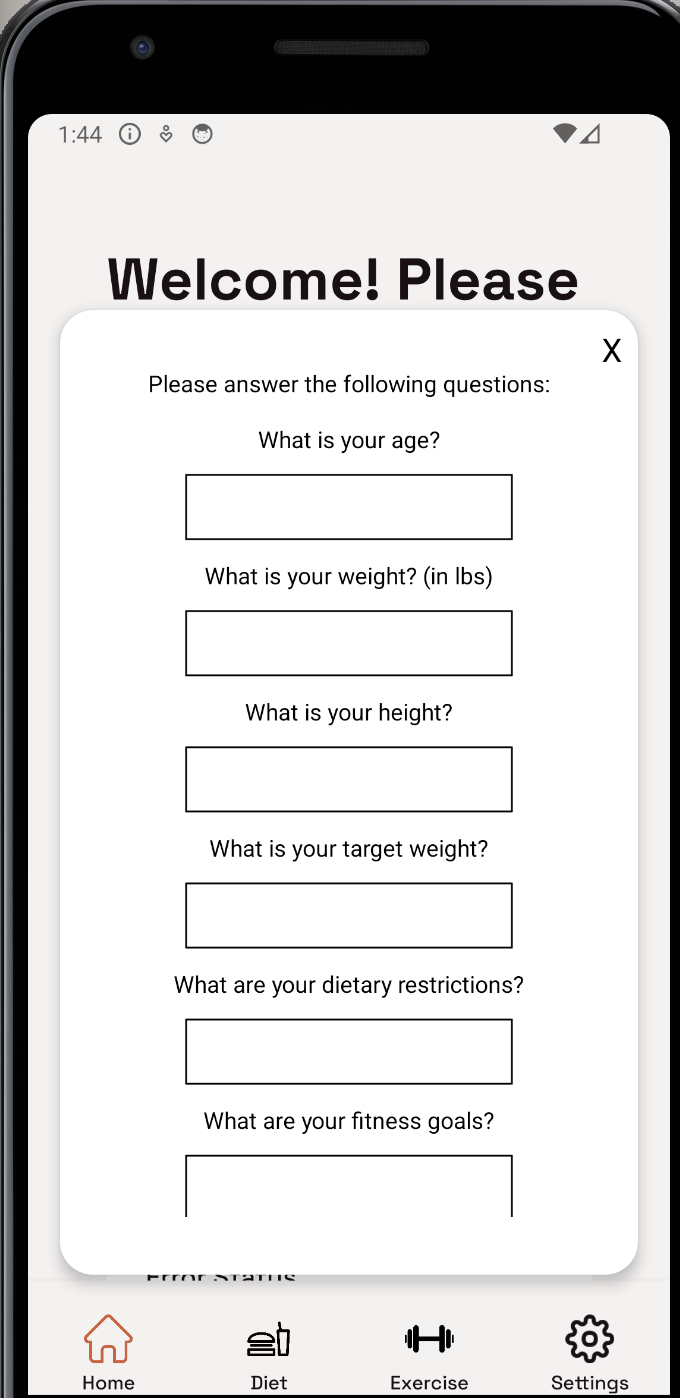 1:44
Welcome! Please
X
Please answer the following questions:
What is your age?
What is your weight? (in lbs)
What is your height?
What is your target weight?
What are your dietary restrictions?
What are your fitness goals?
Error Status
Home
Diet
Exercise
Settings